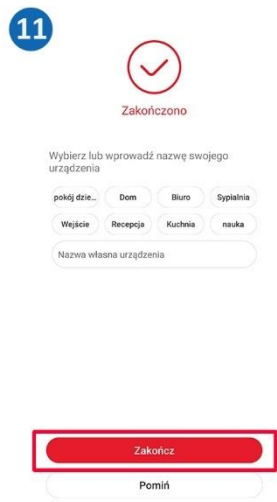 11
Zakończono
Wybierz lub wprowadź nazwę swojego
urządzenia
pokój dzie... Dom Biuro Sypialnia
Wejście Recepcja Kuchnia nauka
Nazwa własna urządzenia
Zakończ
Pomiń